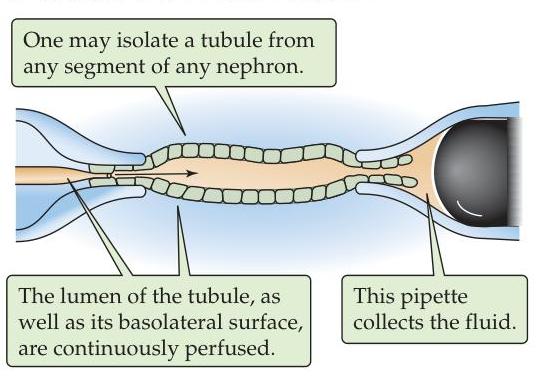 One may isolate a tubule from
any segment of any nephron.
The lumen of the tubule, as
well as its basolateral surface,
are continuously perfused.
This pipette
collects the fluid.